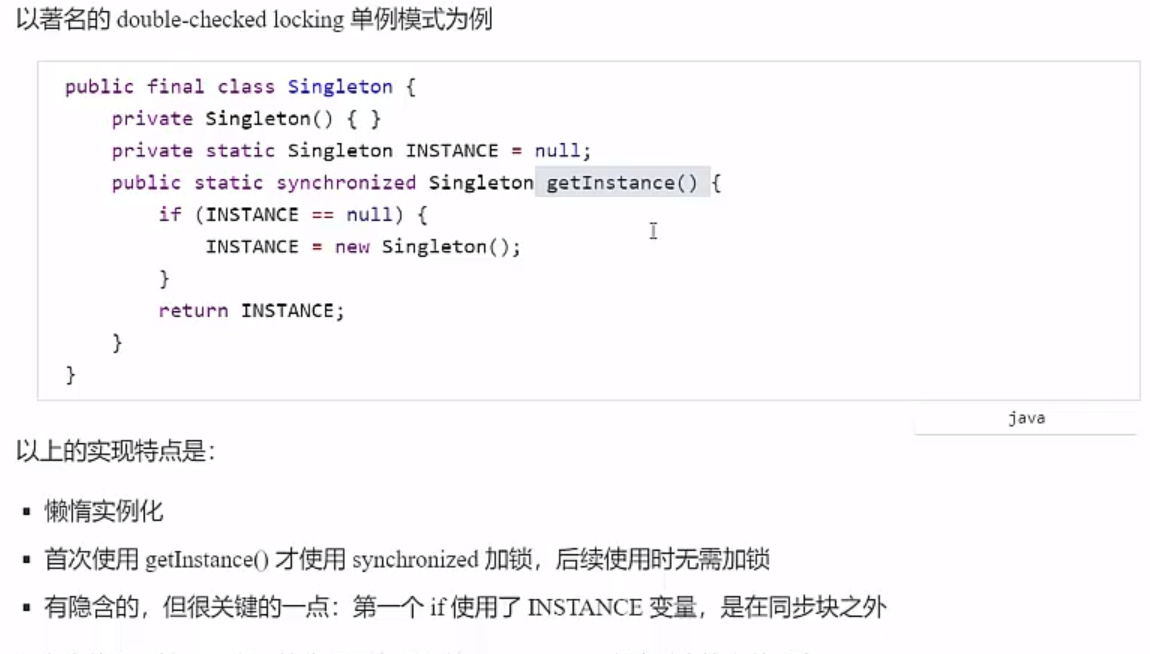 以著名的 double-checked locking 单例模式为例
public final class Singleton {
    private Singleton() { }
    private static Singleton INSTANCE = null;
    public static synchronized Singleton getInstance() {
        if (INSTANCE == null) {
            INSTANCE = new Singleton();
        }
        return INSTANCE;
    }
}
java
以上的实现特点是：
▪ 懒惰实例化
▪ 首次使用 getInstance() 才使用 synchronized 加锁，后续使用时无需加锁
▪ 有隐含的，但很关键的一点：第一个 if 使用了 INSTANCE 变量，是在同步块之外